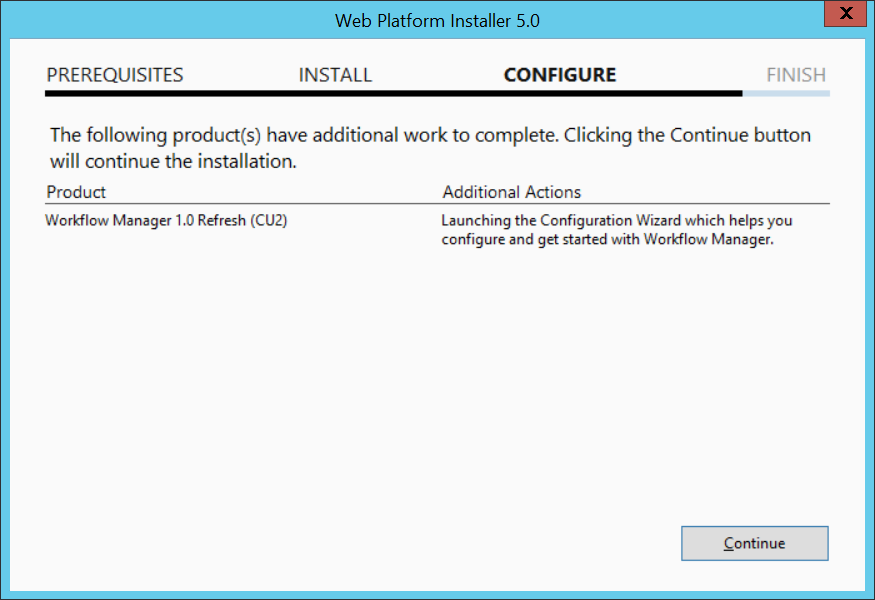 Web Platform Installer 5.0
X
PREREQUISITES INSTALL CONFIGURE FINISH
The following product(s) have additional work to complete. Clicking the Continue button
will continue the installation.
Product Additional Actions
Workflow Manager 1.0 Refresh (CU2) Launching the Configuration Wizard which helps you
configure and get started with Workflow Manager.
Continue